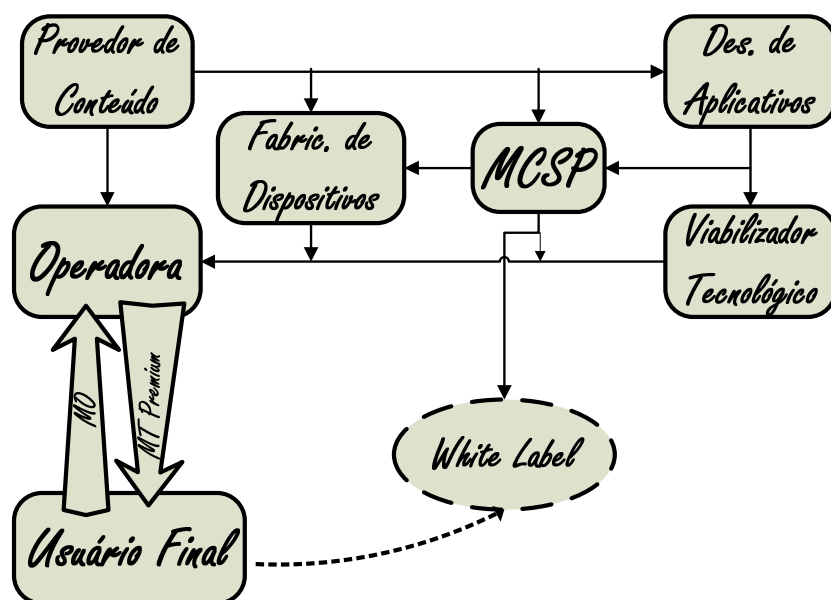 Provedor de
Conteúdo
Des. de
Aplicativos
Fabric. de
Dispositivos
MCSP
Operadora
Viabilizador
Tecnológico
MO
MT Premium
White Label
Usuário Final